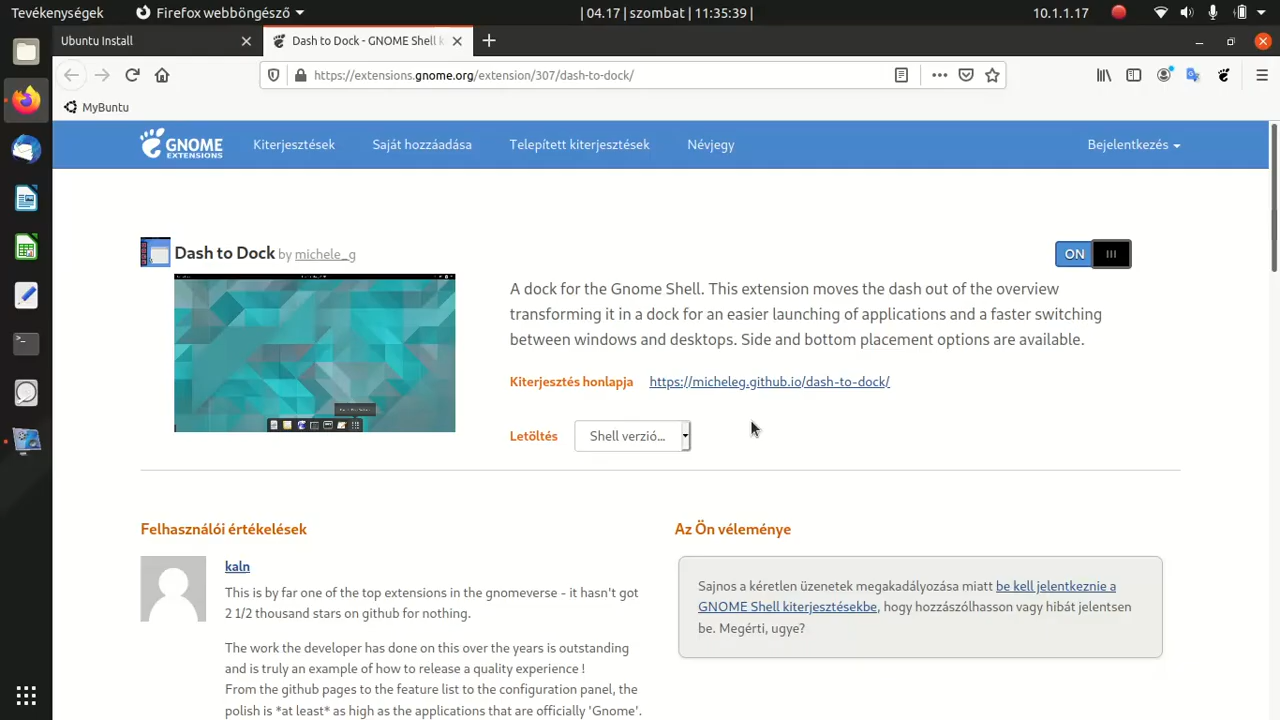 Tevékenységek
Firefox webböngésző
| 04.17 | szombat | 11:35:39 |
10.1.1.17
Ubuntu Install
Dash to Dock - GNOME Shell k
https://extensions.gnome.org/extension/307/dash-to-dock/
MyBuntu
GNOME EXTENSIONS
Kiterjesztések
Saját hozzáadása
Telepített kiterjesztések
Névjegy
Bejelentkezés
Dash to Dock by michele_g
ON
A dock for the Gnome Shell. This extension moves the dash out of the overview
transforming it in a dock for an easier launching of applications and a faster switching
between windows and desktops. Side and bottom placement options are available.
Kiterjesztés honlapja
https://micheleg.github.io/dash-to-dock/
Letöltés
Shell verzió...
Felhasználói értékelések
kaln
This is by far one of the top extensions in the gnomeverse - it hasn't got
2 1/2 thousand stars on github for nothing.
The work the developer has done on this over the years is outstanding
and is truly an example of how to release a quality experience !
From the github pages to the feature list to the configuration panel, the
polish is *at least* as high as the applications that are officially 'Gnome'.
Az Ön véleménye
Sajnos a kéretlen üzenetek megakadályozása miatt be kell jelentkeznie a
GNOME Shell kiterjesztésekbe, hogy hozzászólhasson vagy hibát jelentsen
be. Megérti, ugye?